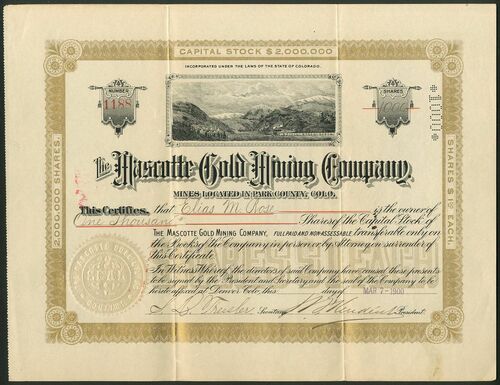 CAPITAL STOCK $2,000,000
INCORPORATED UNDER THE LAWS OF THE STATE OF COLORADO.
NUMBER
1188
SHARES
1000
*1000*
2,000,000 SHARES.
SHARES $1 EACH.
The Mascotte Gold Mining Company.
MINES LOCATED IN PARK COUNTY, COLO.
This Certifies, that Elias M. Rose is the owner of
One Thousand Shares of the Capital Stock of
THE MASCOTTE GOLD MINING COMPANY, FULL PAID AND NON-ASSESSABLE transferable only on
the Books of the Company in person or by Attorney on surrender of
this Certificate.
In Witness Whereof the directors of said Company have caused these presents
to be signed by the President and Secretary and the seal of the Company to be
hereto affixed at Denver, Colo., this day of MAR 7-1900
Secretary
President.